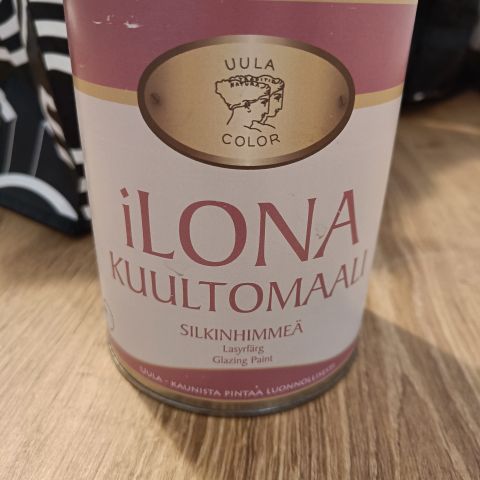 UULA
COLOR
iLONA
KUULTOMAALI
SILKINHIMMEÄ
Lasyrfärg
Glazing Paint
UULA - KAUNISTA PINTAA LUONNOLLISESTI